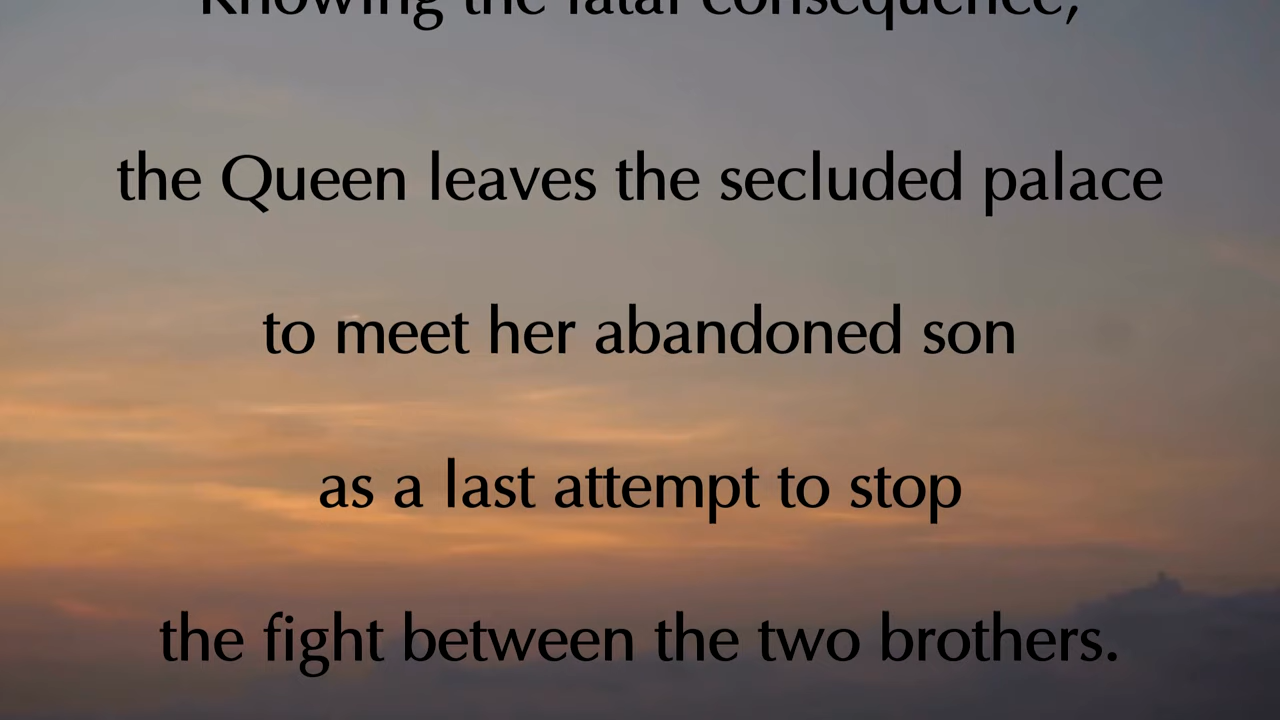 Knowing the fatal consequence,
the Queen leaves the secluded palace
to meet her abandoned son
as a last attempt to stop
the fight between the two brothers.